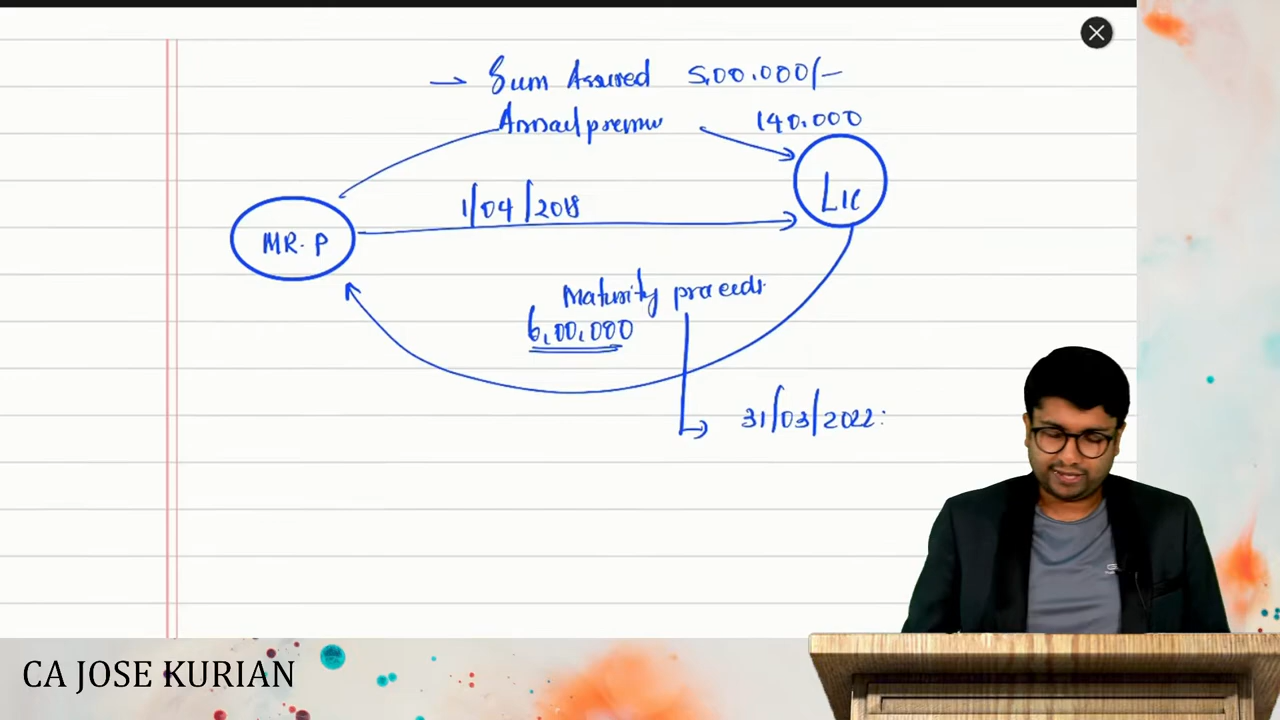 → Sum Assured 5,00,000/-
Annual premiu 140,000
LIC
1/04/2018
MR. P
Maturity proceeds
6,00,000
31/03/2022
CA JOSE KURIAN